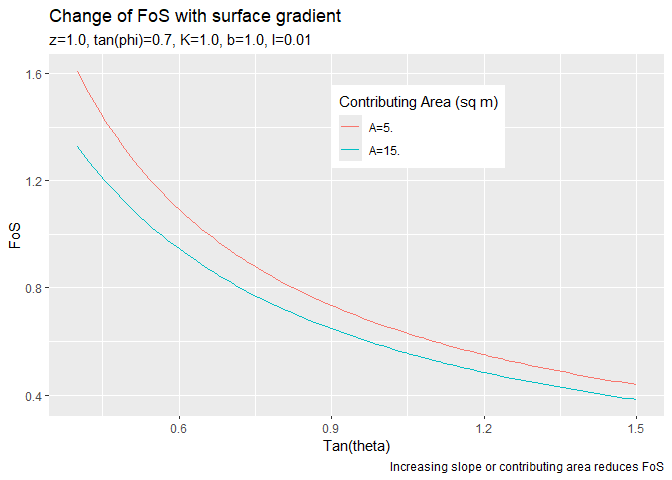 Change of FoS with surface gradient
z=1.0, tan(phi)=0.7, K=1.0, b=1.0, I=0.01
FoS
1.6
1.2
0.8
0.4
Contributing Area (sq m)
A=5.
A=15.
0.6
0.9
1.2
1.5
Tan(theta)
Increasing slope or contributing area reduces FoS